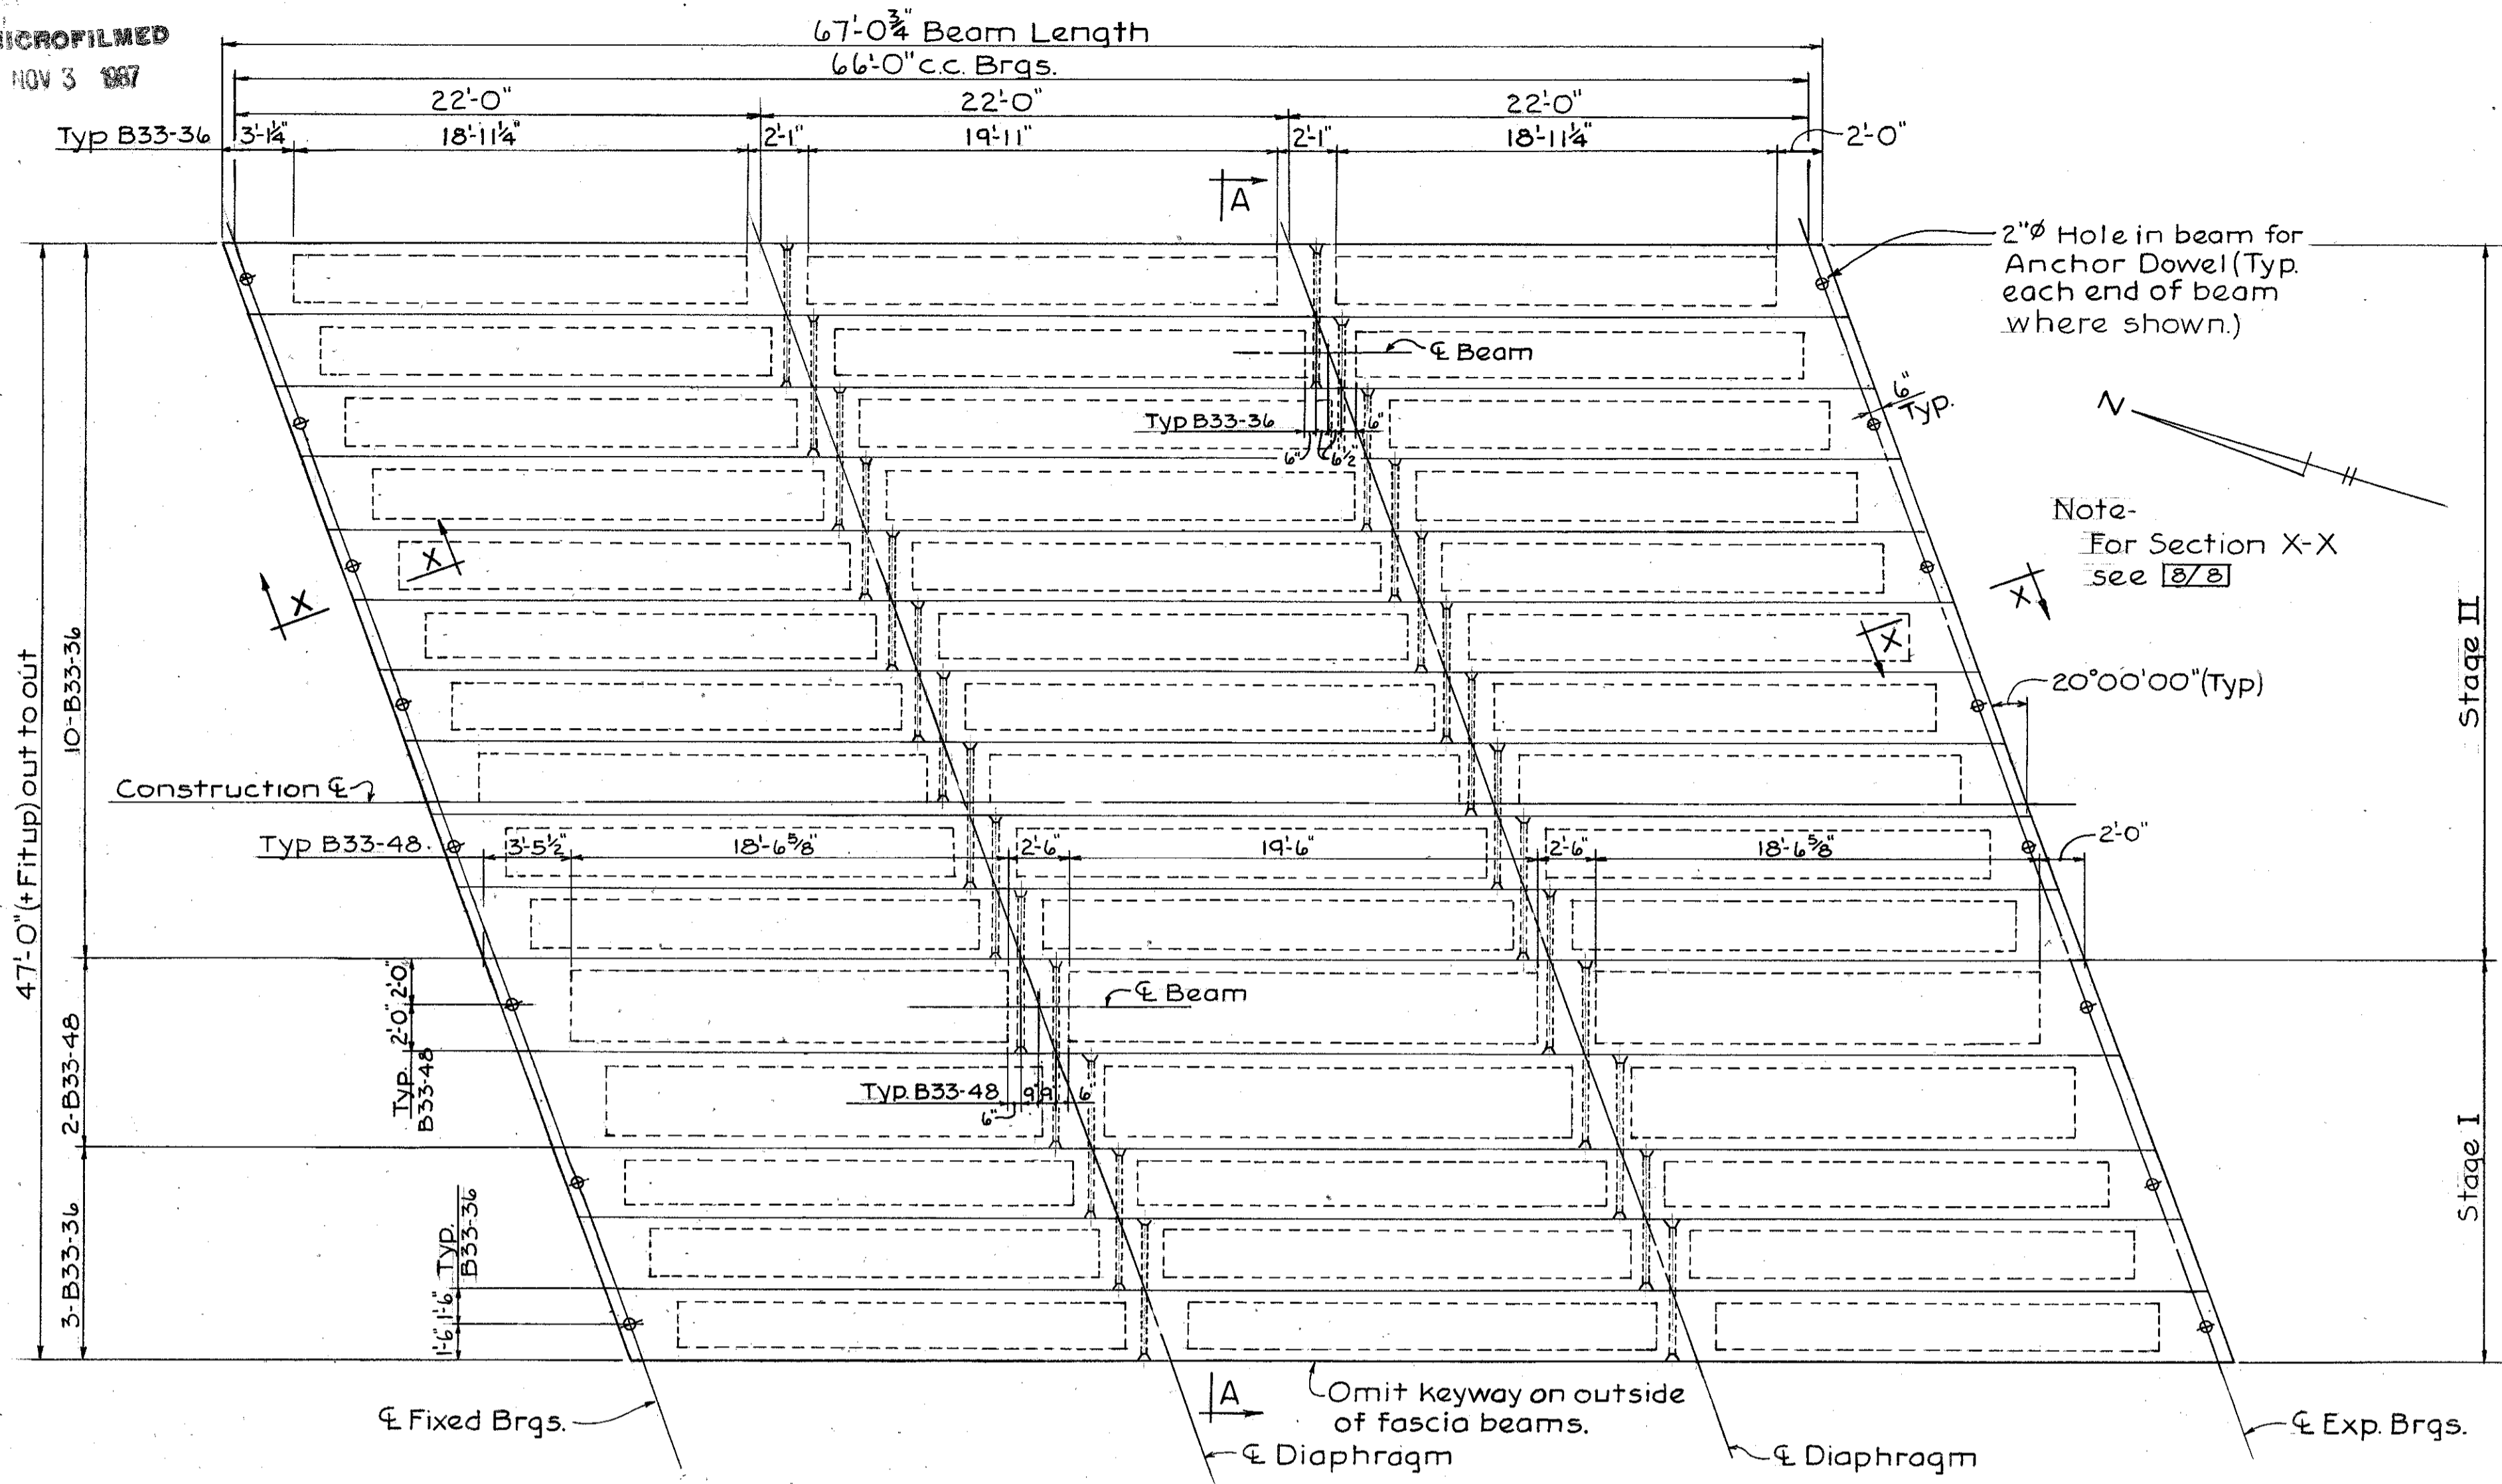 MICROFILMED
NOV 3 1987
67'-0¾" Beam Length
66'-0" c.c. Brgs.
22'-0" 22'-0" 22'-0"
Typ B33-36 3'-1¼" 18'-11¼" 2'-1" 19'-11" 2'-1" 18'-11¼" 2'-0"
A
2"Ø Hole in beam for
Anchor Dowel (Typ.
each end of beam
where shown.)
℄ Beam
6"
Typ.
Typ B33-36 6"
6" 6½"
N
Note-
For Section X-X
see 8/8
X
X
X
X
47'-0" (+Fitup) out to out
10-B33-36
Stage II
20°00'00" (Typ)
Construction ℄
Typ B33-48. 3'-5½" 18'-6⅝" 2'-6" 19'-6" 2'-6" 18'-6⅝" 2'-0"
2'-0" 2'-0"
Typ.
B33-48
℄ Beam
2-B33-48
Typ. B33-48 9" 9" 6"
6"
Stage I
3-B33-36
Typ.
B33-36
1'-6" 1'-6"
A
Omit keyway on outside
of fascia beams.
℄ Fixed Brgs.
℄ Diaphragm
℄ Diaphragm
℄ Exp. Brgs.